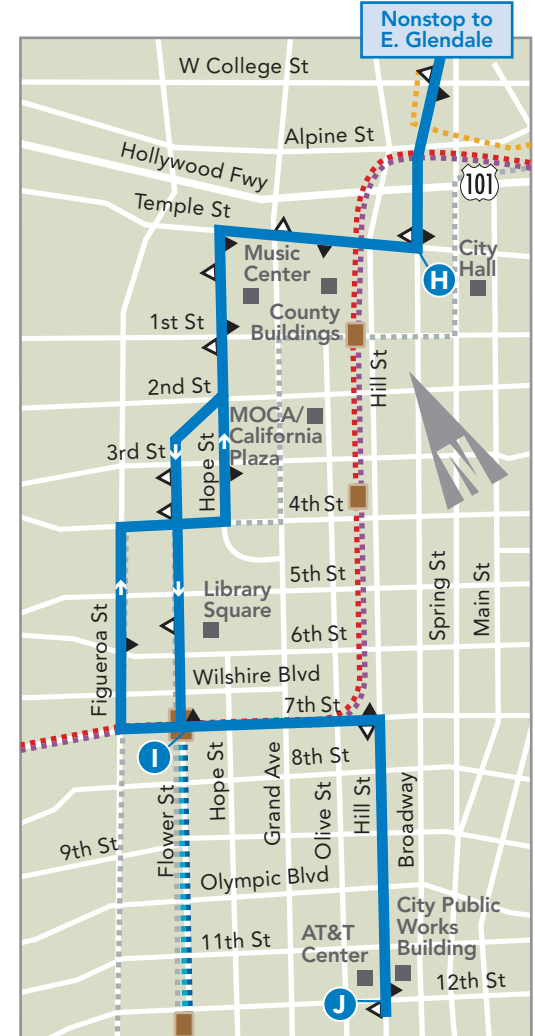 Nonstop to
E. Glendale
W College St
Alpine St
Hollywood Fwy
101
Temple St
Music
Center
City
Hall
H
County
Buildings
1st St
Hill St
2nd St
MOCA/
California
Plaza
3rd St
Hope St
4th St
5th St
Spring St
Main St
Library
Square
Figueroa St
6th St
Wilshire Blvd
7th St
I
8th St
Flower St
Hope St
Grand Ave
Olive St
Hill St
Broadway
9th St
Olympic Blvd
City Public
Works
Building
11th St
AT&T
Center
12th St
J